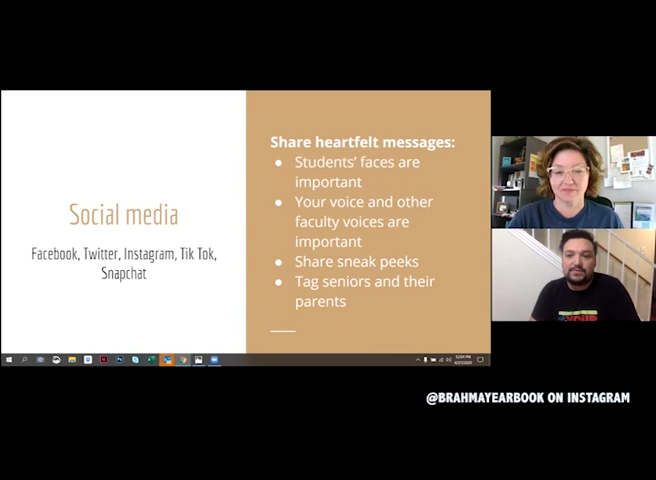 Social media
Facebook, Twitter, Instagram, Tik Tok,
Snapchat
Share heartfelt messages:
● Students' faces are
important
● Your voice and other
faculty voices are
important
● Share sneak peeks
● Tag seniors and their
parents
@BRAHMAYEARBOOK ON INSTAGRAM